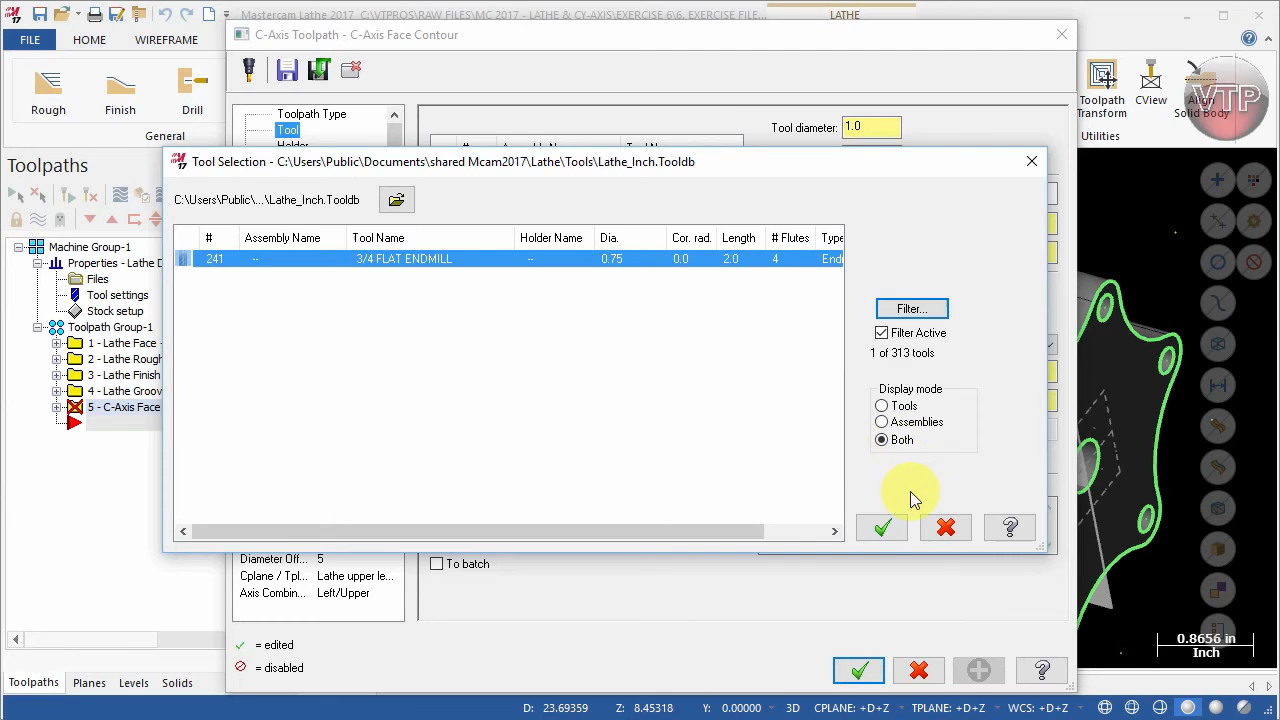 Mastercam Lathe 2017 C:\VTPROS\RAW FILES\MC 2017 - LATHE & CY-AXIS\EXERCISE 6\6. EXERCISE FILE... LATHE
C-Axis Toolpath - C-Axis Face Contour
FILE HOME WIREFRAME
Rough Finish Drill
General
Toolpath Transform CView Align Solid Body
Utilities
VTP
Toolpath Type
Tool
Holder
Tool diameter: 1.0
Toolpaths
Tool Selection - C:\Users\Public\Documents\shared Mcam2017\Lathe\Tools\Lathe_Inch.Tooldb
C:\Users\Public\...\Lathe_Inch.Tooldb
# Assembly Name Tool Name Holder Name Dia. Cor. rad. Length # Flutes Type
241 -- 3/4 FLAT ENDMILL -- 0.75 0.0 2.0 4 Endm
Filter...
Filter Active
1 of 313 tools
Display mode
Tools
Assemblies
Both
Machine Group-1
Properties - Lathe D
Files
Tool settings
Stock setup
Toolpath Group-1
1 - Lathe Face -
2 - Lathe Rough
3 - Lathe Finish
4 - Lathe Groov
5 - C-Axis Face
Diameter Off... 5
Cplane / Tpl... Lathe upper le...
Axis Combin... Left/Upper
To batch
= edited
= disabled
0.8656 in
Inch
Toolpaths Planes Levels Solids
D: 23.69359 Z: 8.45318 Y: 0.00000 3D CPLANE: +D+Z TPLANE: +D+Z WCS: +D+Z